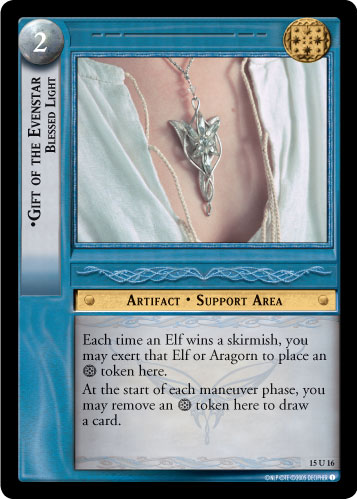 2
•Gift of the Evenstar
Blessed Light
Artifact • Support Area
Each time an Elf wins a skirmish, you
may exert that Elf or Aragorn to place an
token here.
At the start of each maneuver phase, you
may remove an token here to draw
a card.
15 U 16